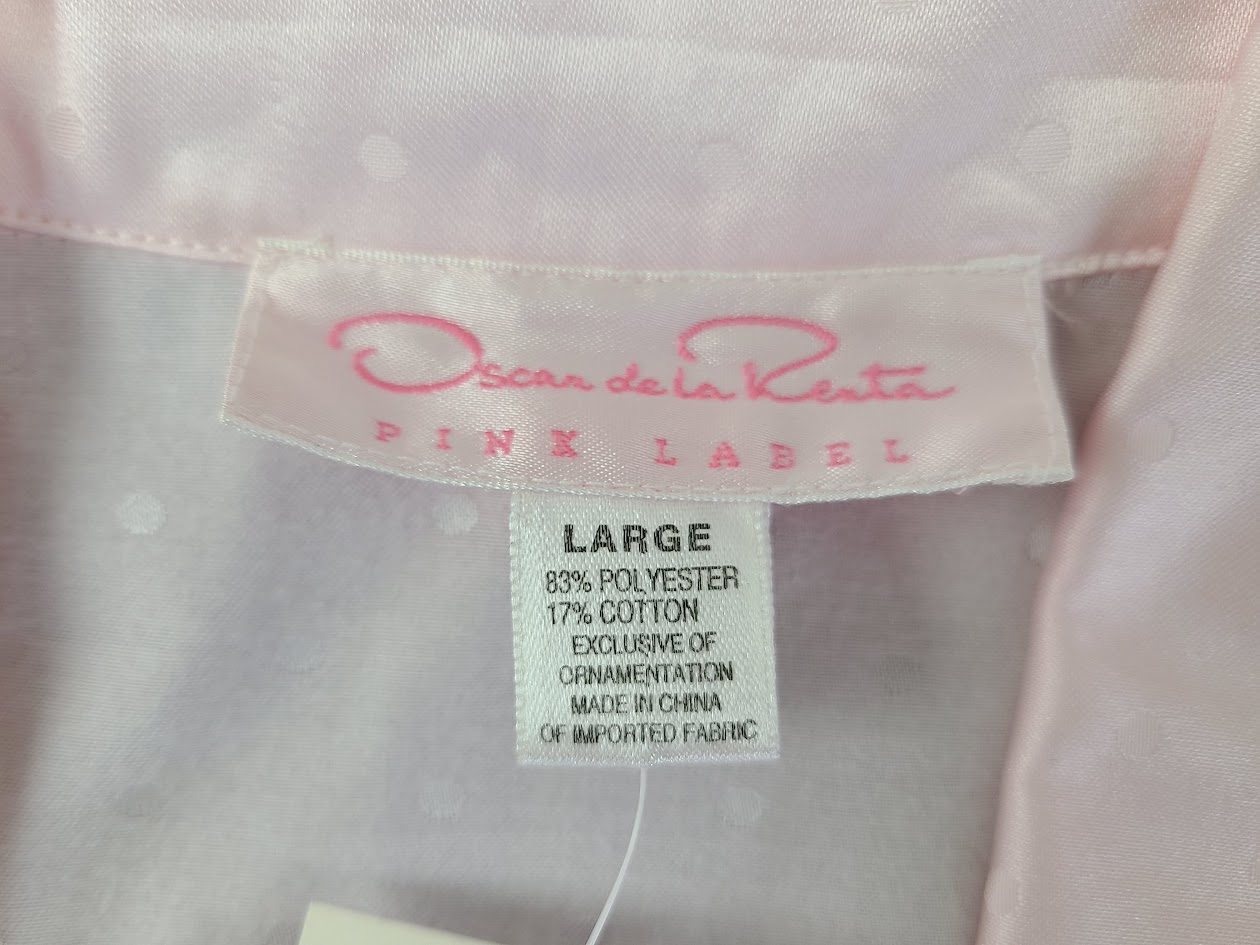 Oscar de la Renta
PINK LABEL
LARGE
83% POLYESTER
17% COTTON
EXCLUSIVE OF
ORNAMENTATION
MADE IN CHINA
OF IMPORTED FABRIC